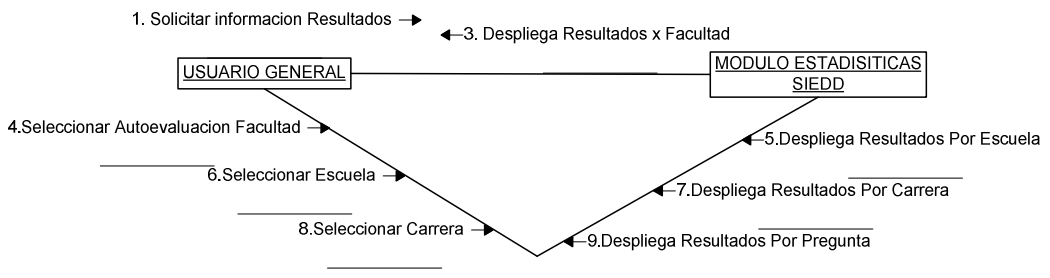 1. Solicitar informacion Resultados
3. Despliega Resultados x Facultad
USUARIO GENERAL
MODULO ESTADISITICAS
SIEDD
4.Seleccionar Autoevaluacion Facultad
5.Despliega Resultados Por Escuela
6.Seleccionar Escuela
7.Despliega Resultados Por Carrera
8.Seleccionar Carrera
9.Despliega Resultados Por Pregunta